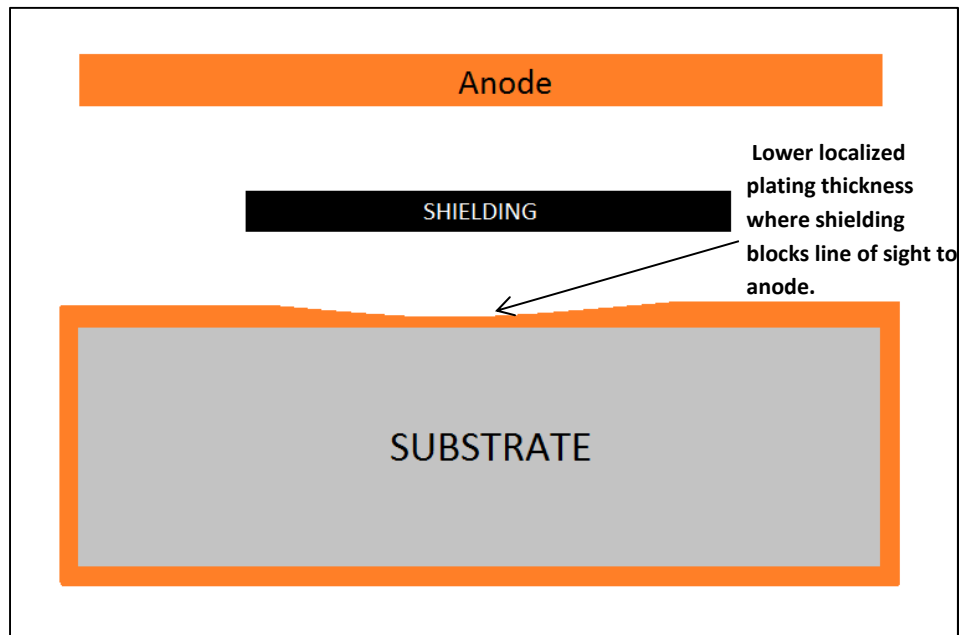 Anode
Lower localized
plating thickness
where shielding
blocks line of sight to
anode.
SHIELDING
SUBSTRATE